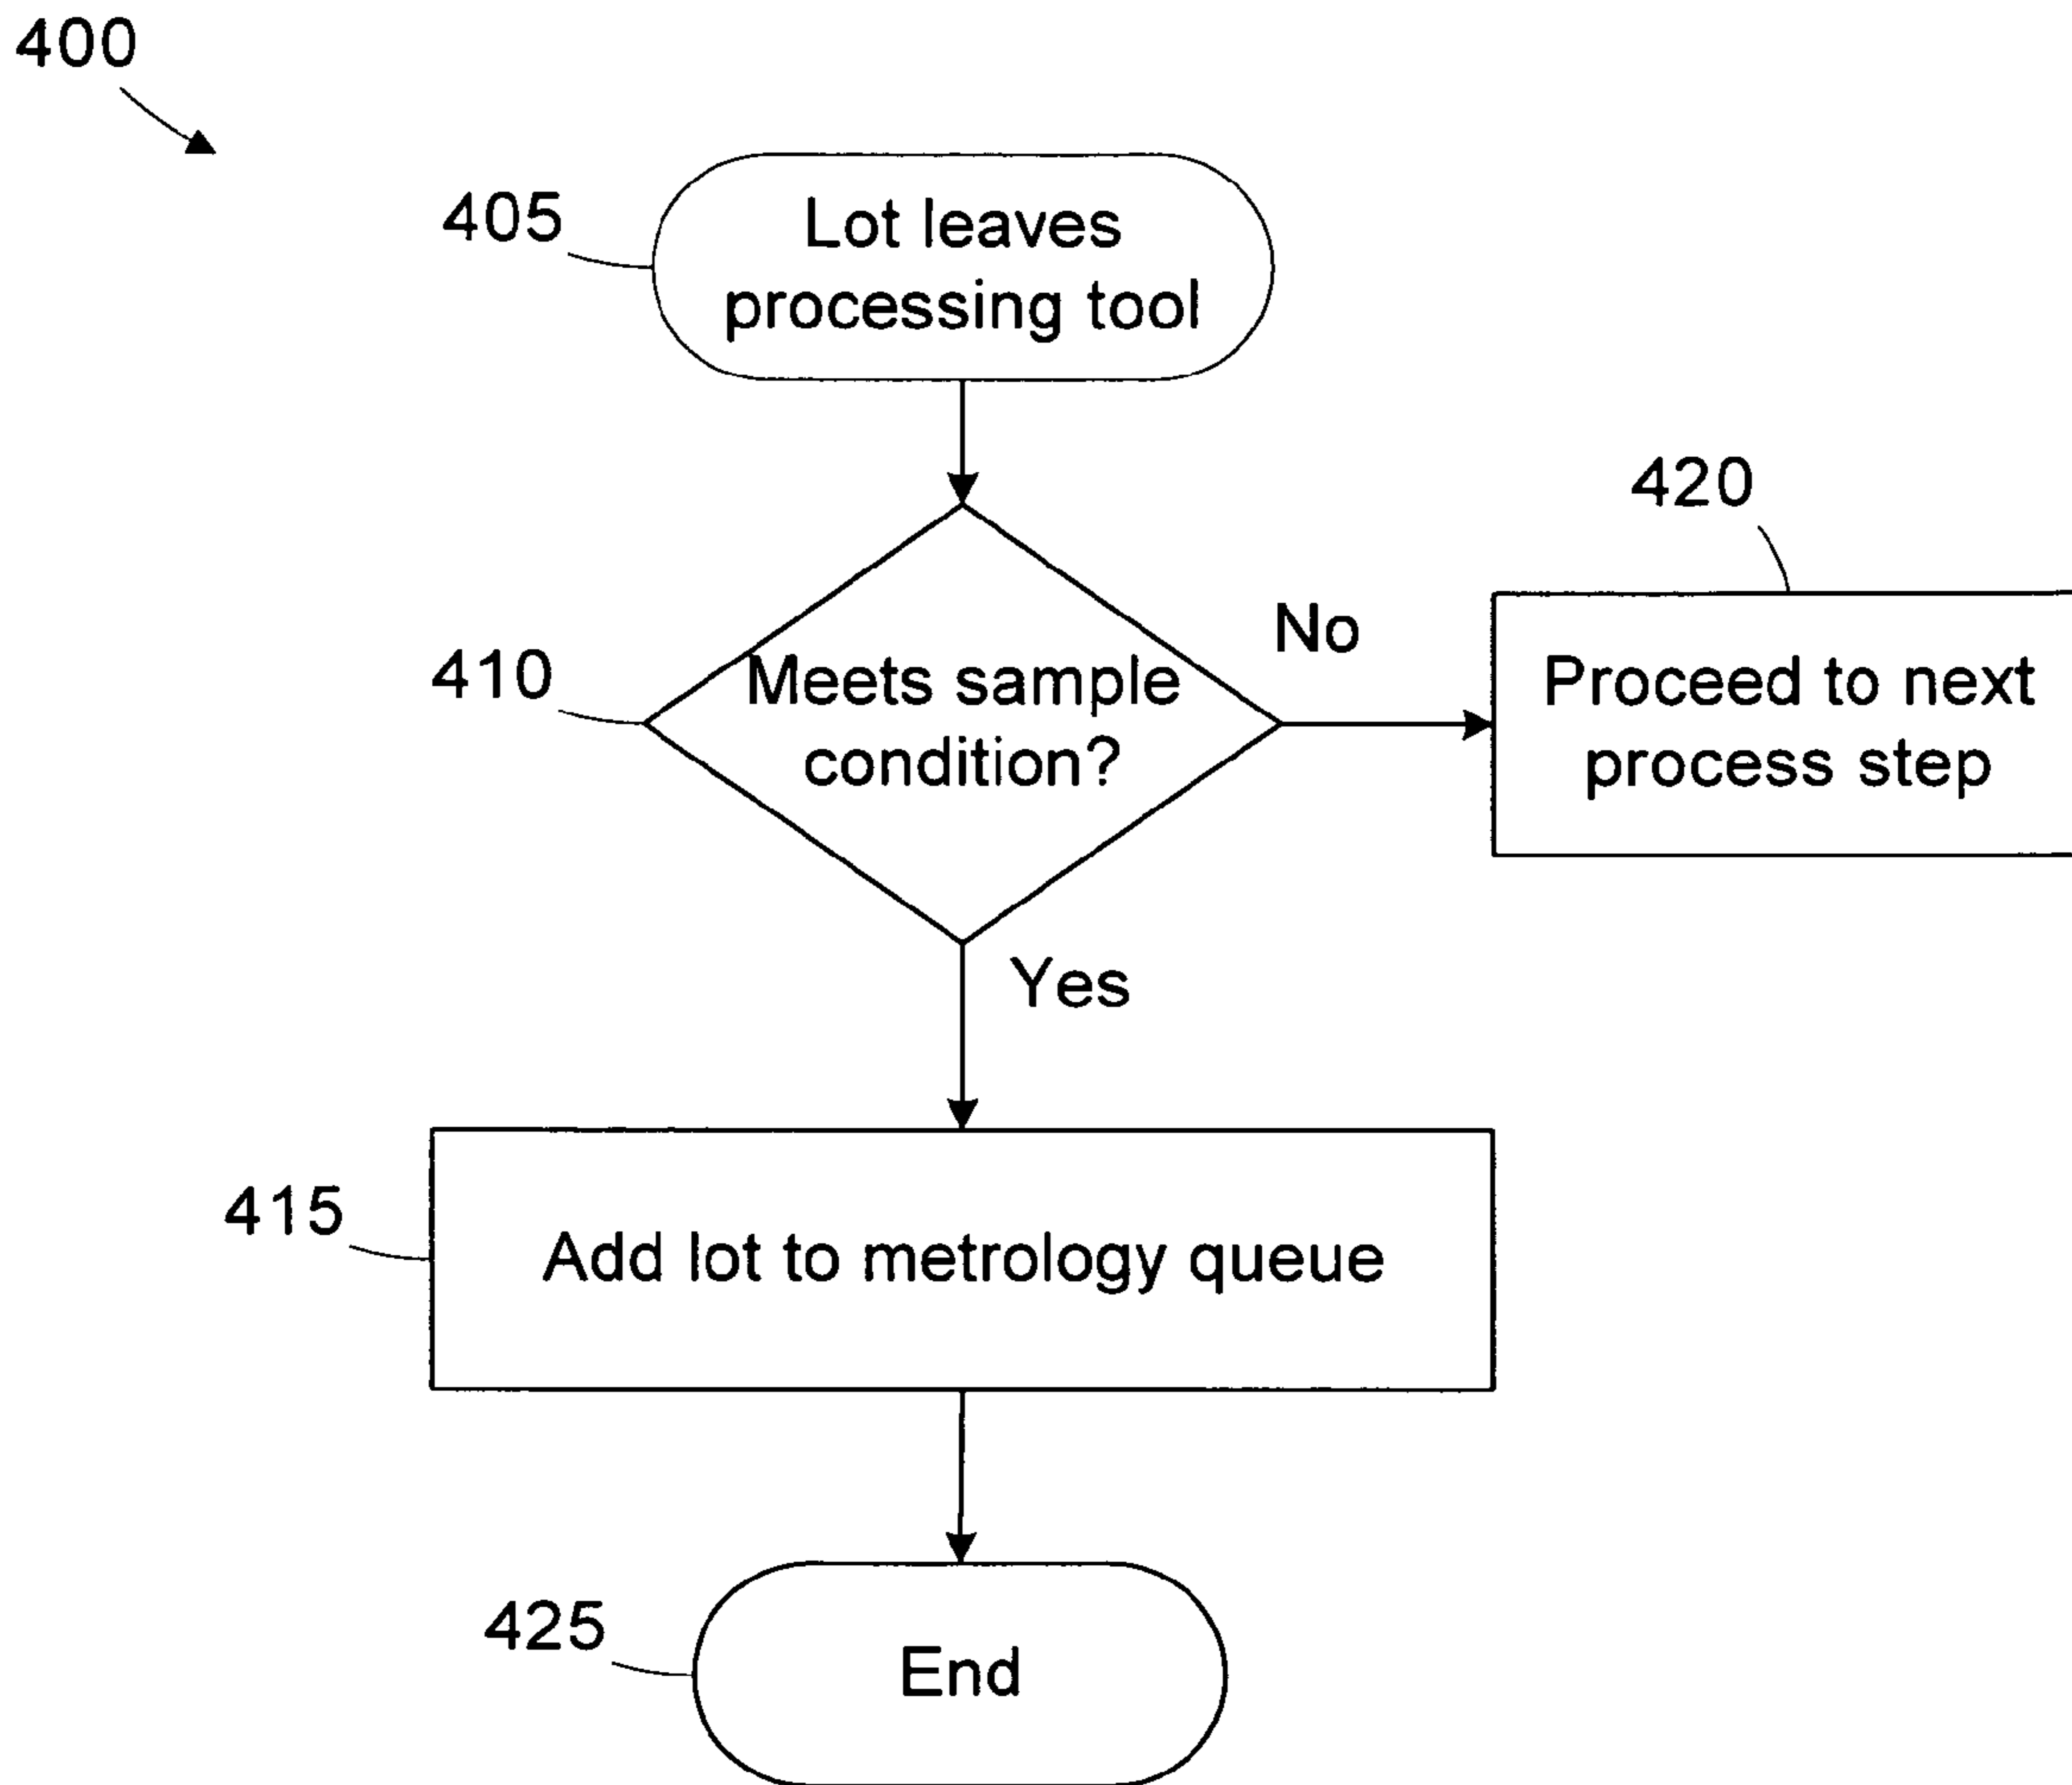 400
405
Lot leaves
processing tool
410
Meets sample
condition?
No
420
Proceed to next
process step
Yes
415
Add lot to metrology queue
425
End